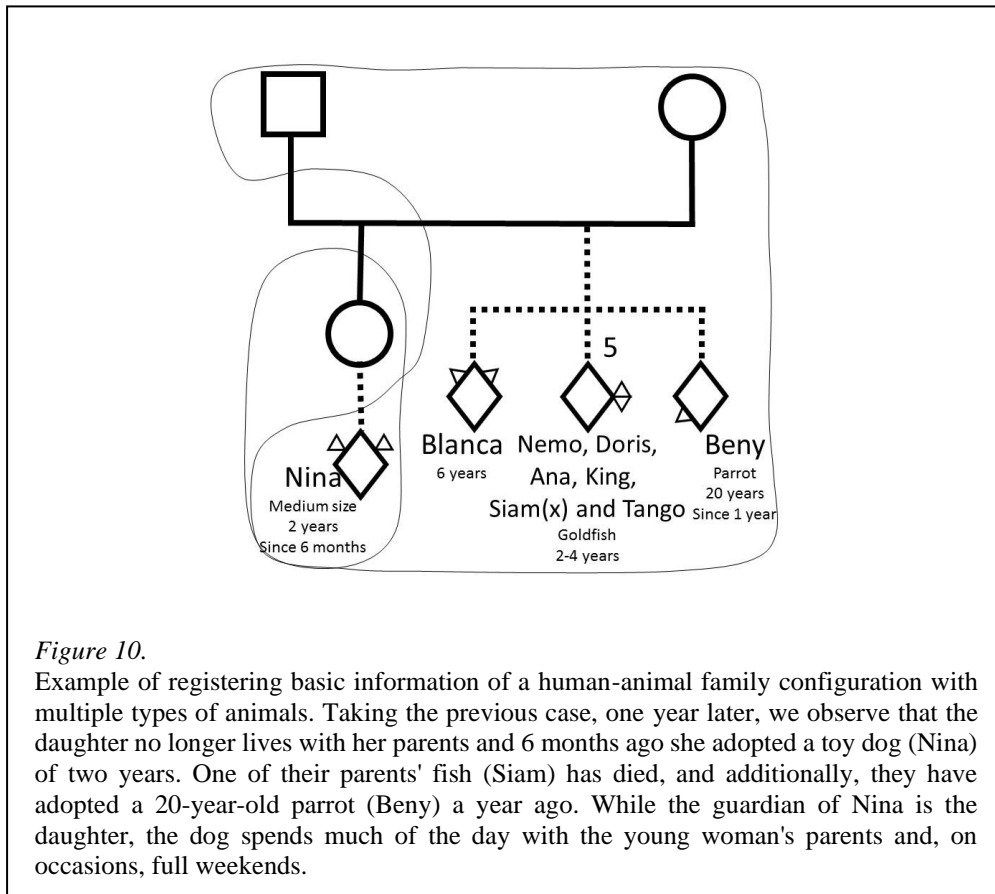 5
Blanca
6 years
Nemo, Doris,
Ana, King,
Siam(x) and Tango
Goldfish
2-4 years
Beny
Parrot
20 years
Since 1 year
Nina
Medium size
2 years
Since 6 months
Figure 10.
Example of registering basic information of a human-animal family configuration with
multiple types of animals. Taking the previous case, one year later, we observe that the
daughter no longer lives with her parents and 6 months ago she adopted a toy dog (Nina)
of two years. One of their parents' fish (Siam) has died, and additionally, they have
adopted a 20-year-old parrot (Beny) a year ago. While the guardian of Nina is the
daughter, the dog spends much of the day with the young woman's parents and, on
occasions, full weekends.